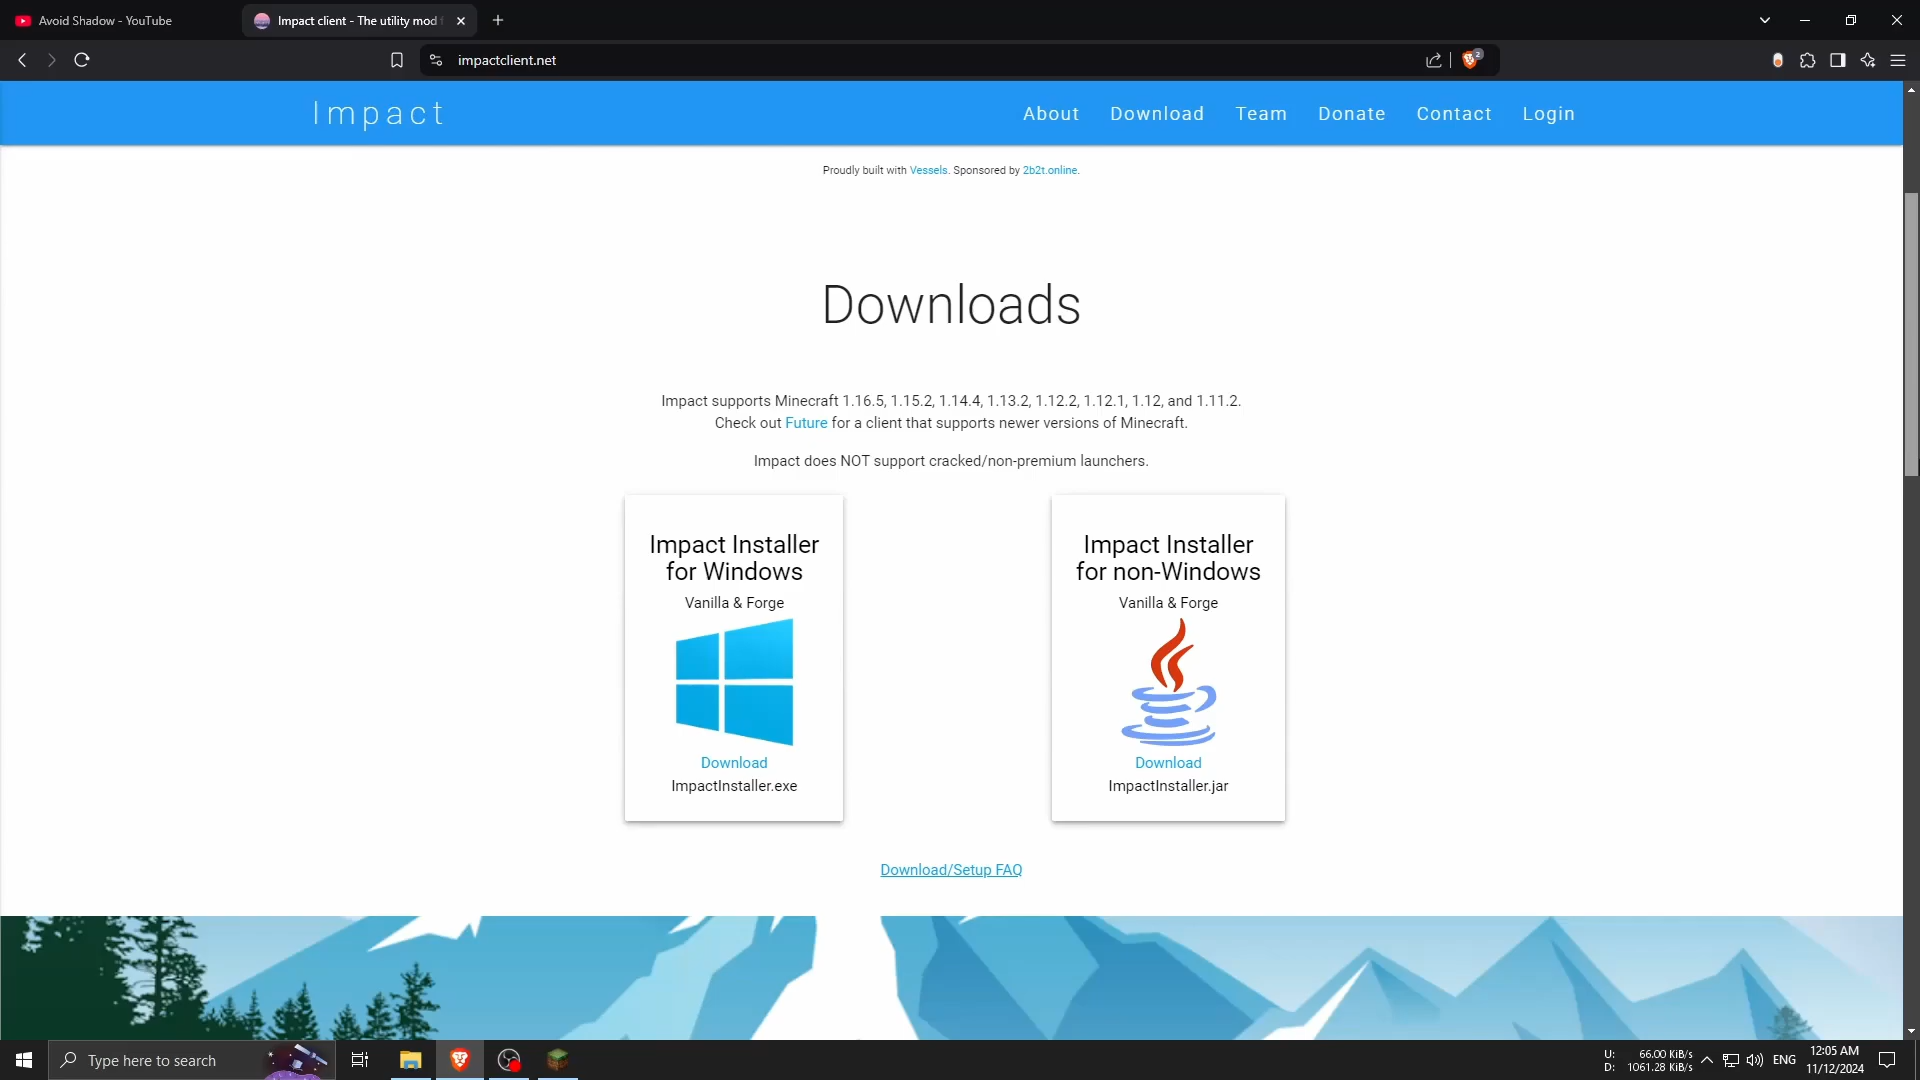 Avoid Shadow - YouTube
Impact client - The utility mod
impactclient.net
2
Impact
About
Download
Team
Donate
Contact
Login
Proudly built with Vessels. Sponsored by 2b2t.online.
Downloads
Impact supports Minecraft 1.16.5, 1.15.2, 1.14.4, 1.13.2, 1.12.2, 1.12.1, 1.12, and 1.11.2.
Check out Future for a client that supports newer versions of Minecraft.
Impact does NOT support cracked/non-premium launchers.
Impact Installer
for Windows
Vanilla & Forge
Download
ImpactInstaller.exe
Impact Installer
for non-Windows
Vanilla & Forge
Download
ImpactInstaller.jar
Download/Setup FAQ
Type here to search
U: 66.00 KiB/s
D: 1061.28 KiB/s
ENG
12:05 AM
11/12/2024